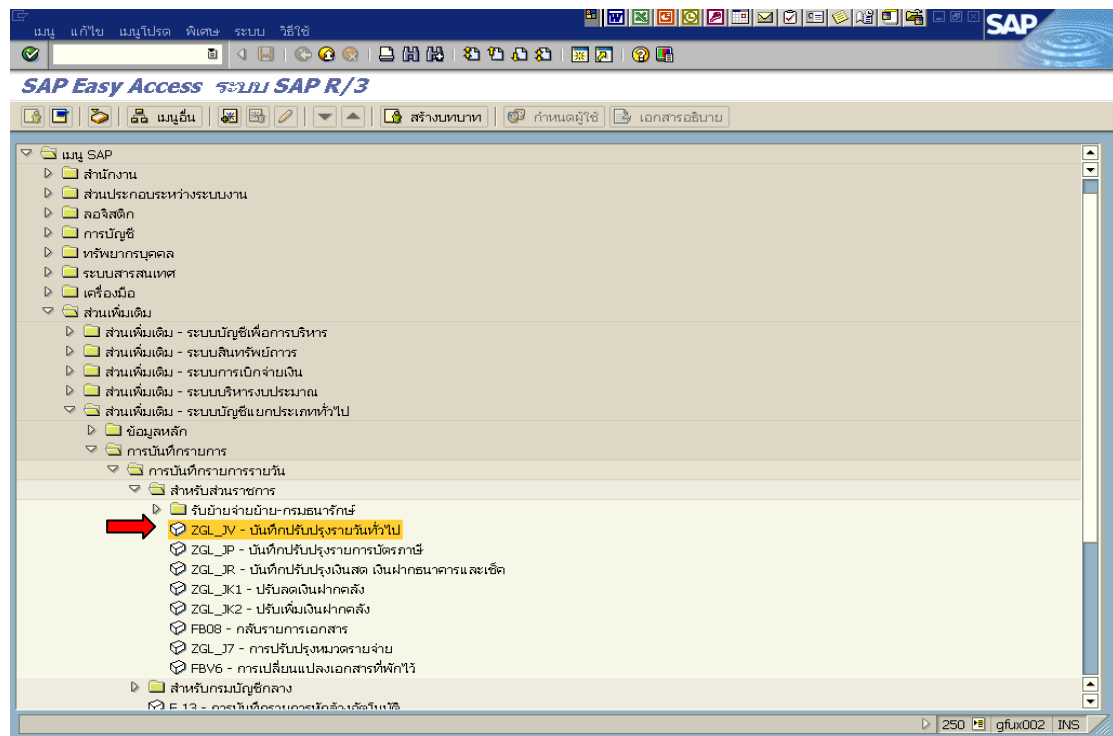 เมนู แก้ไข เมนูโปรด พิเศษ ระบบ วิธีใช้
SAP
SAP Easy Access ระบบ SAP R/3
เมนูอื่น สร้างบทบาท กำหนดผู้ใช้ เอกสารอธิบาย
เมนู SAP
สำนักงาน
ส่วนประกอบระหว่างระบบงาน
ลอจิสติก
การบัญชี
ทรัพยากรบุคคล
ระบบสารสนเทศ
เครื่องมือ
ส่วนเพิ่มเติม
ส่วนเพิ่มเติม - ระบบบัญชีเพื่อการบริหาร
ส่วนเพิ่มเติม - ระบบสินทรัพย์ถาวร
ส่วนเพิ่มเติม - ระบบการเบิกจ่ายเงิน
ส่วนเพิ่มเติม - ระบบบริหารงบประมาณ
ส่วนเพิ่มเติม - ระบบบัญชีแยกประเภททั่วไป
ข้อมูลหลัก
การบันทึกรายการ
การบันทึกรายการรายวัน
สำหรับส่วนราชการ
รับย้ายจ่ายย้าย-กรมธนารักษ์
ZGL_JV - บันทึกปรับปรุงรายวันทั่วไป
ZGL_JP - บันทึกปรับปรุงรายการบัตรภาษี
ZGL_JR - บันทึกปรับปรุงเงินสด เงินฝากธนาคารและเช็ค
ZGL_JK1 - ปรับลดเงินฝากคลัง
ZGL_JK2 - ปรับเพิ่มเงินฝากคลัง
FB08 - กลับรายการเอกสาร
ZGL_J7 - การปรับปรุงหมวดรายจ่าย
FBV6 - การเปลี่ยนแปลงเอกสารที่พักไว้
สำหรับกรมบัญชีกลาง
F.13 - การบันทึกรายการหักล้างอัตโนมัติ
250 gfux002 INS